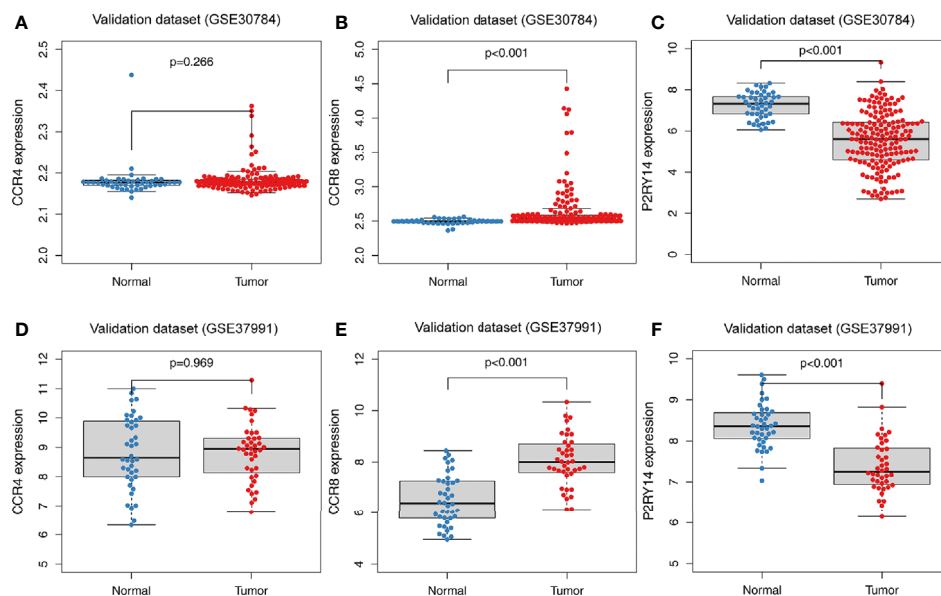 A
Validation dataset (GSE30784)
p=0.266
CCR4 expression
2.5
2.4
2.3
2.2
2.1
2.0
Normal
Tumor
B
Validation dataset (GSE30784)
p<0.001
CCR8 expression
5.0
4.5
4.0
3.5
3.0
2.5
2.0
Normal
Tumor
C
Validation dataset (GSE30784)
p<0.001
P2RY14 expression
10
8
6
4
2
0
Normal
Tumor
D
Validation dataset (GSE37991)
p=0.969
CCR4 expression
12
11
10
9
8
7
6
5
Normal
Tumor
E
Validation dataset (GSE37991)
p<0.001
CCR8 expression
12
10
8
6
4
Normal
Tumor
F
Validation dataset (GSE37991)
p<0.001
P2RY14 expression
10
9
8
7
6
5
Normal
Tumor